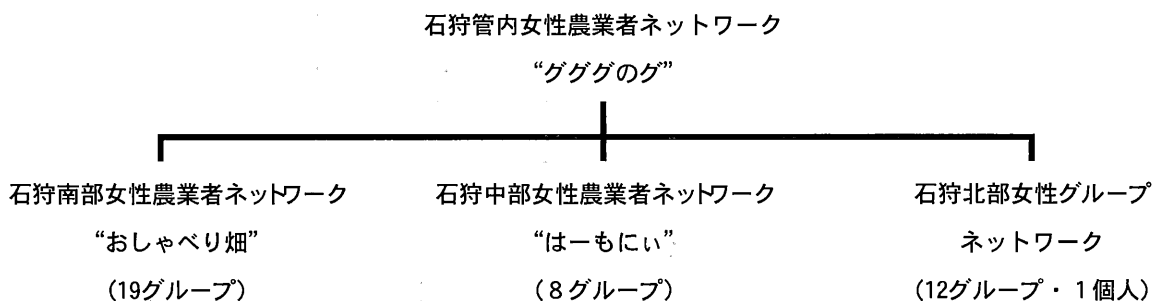 石狩管内女性農業者ネットワーク
“グググのグ”
石狩南部女性農業者ネットワーク
“おしゃべり畑”
(19グループ)
石狩中部女性農業者ネットワーク
“はーもにぃ”
(8グループ)
石狩北部女性グループ
ネットワーク
(12グループ・1個人)